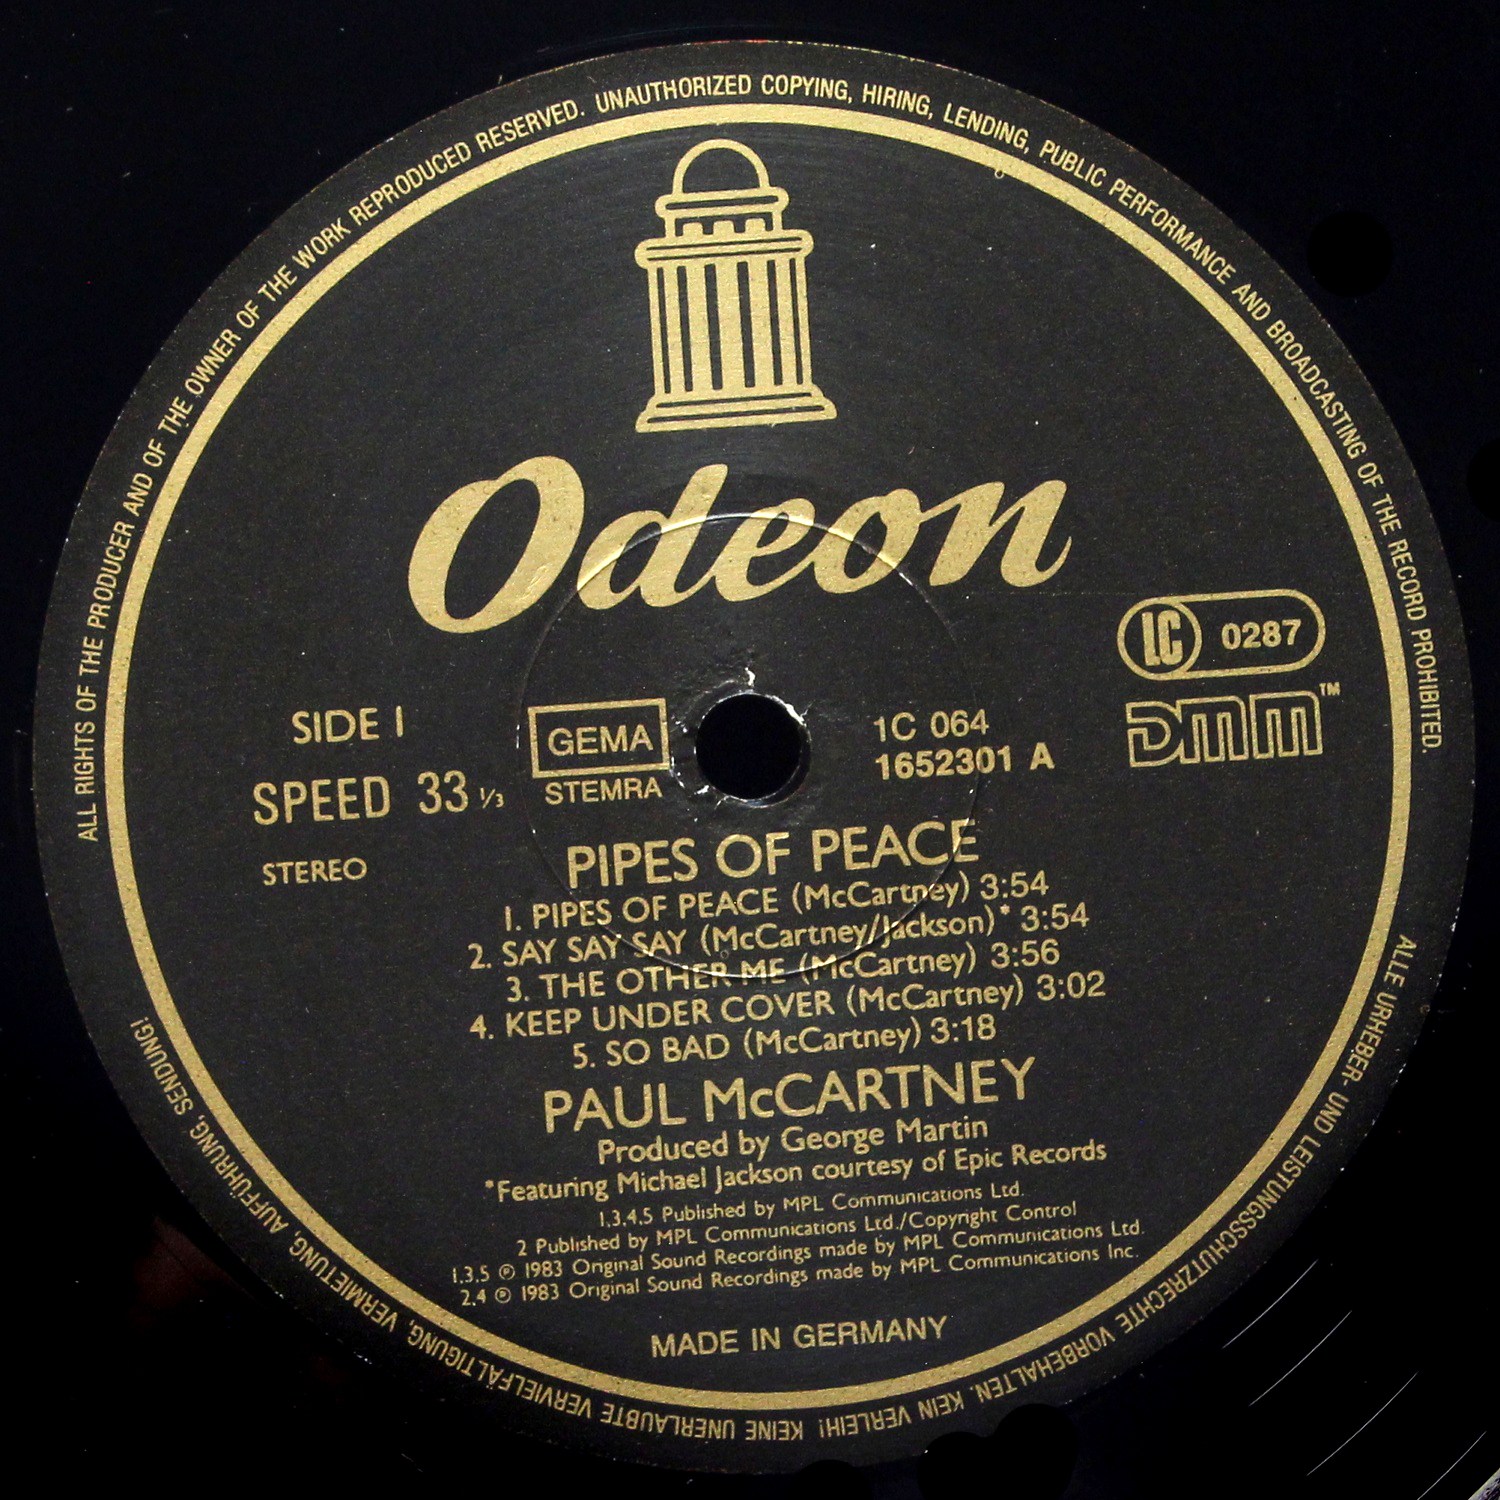 ALL RIGHTS OF THE PRODUCER AND OF THE OWNER OF THE WORK REPRODUCED RESERVED. UNAUTHORIZED COPYING, HIRING, LENDING, PUBLIC PERFORMANCE AND BROADCASTING OF THE RECORD PROHIBITED.
Odeon
LC 0287
DMM™
SIDE I
SPEED 33 1/3
STEREO
GEMA
STEMRA
1C 064
1652301 A
PIPES OF PEACE
1. PIPES OF PEACE (McCartney) 3:54
2. SAY SAY SAY (McCartney/Jackson)* 3:54
3. THE OTHER ME (McCartney) 3:56
4. KEEP UNDER COVER (McCartney) 3:02
5. SO BAD (McCartney) 3:18
PAUL McCARTNEY
Produced by George Martin
*Featuring Michael Jackson courtesy of Epic Records
1.3.4.5 Published by MPL Communications Ltd.
2 Published by MPL Communications Ltd./Copyright Control
1.3.5 ℗ 1983 Original Sound Recordings made by MPL Communications Ltd.
2.4 ℗ 1983 Original Sound Recordings made by MPL Communications Inc.
MADE IN GERMANY
ALLE URHEBER- UND LEISTUNGSSCHUTZRECHTE VORBEHALTEN. KEIN VERLEIH! KEINE UNERLAUBTE VERVIELFÄLTIGUNG, VERMIETUNG, AUFFÜHRUNG, SENDUNG!